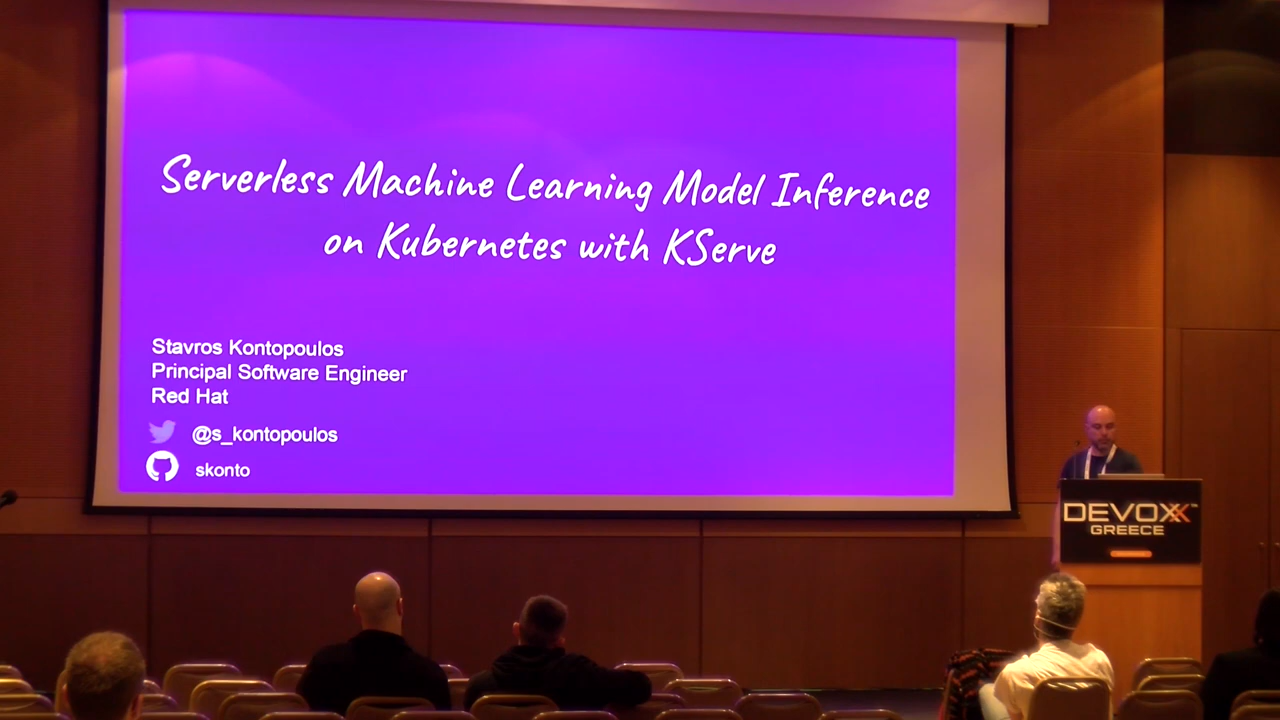 Serverless Machine Learning Model Inference
on Kubernetes with KServe
Stavros Kontopoulos
Principal Software Engineer
Red Hat
@s_kontopoulos
skonto
DEVOXX™
GREECE